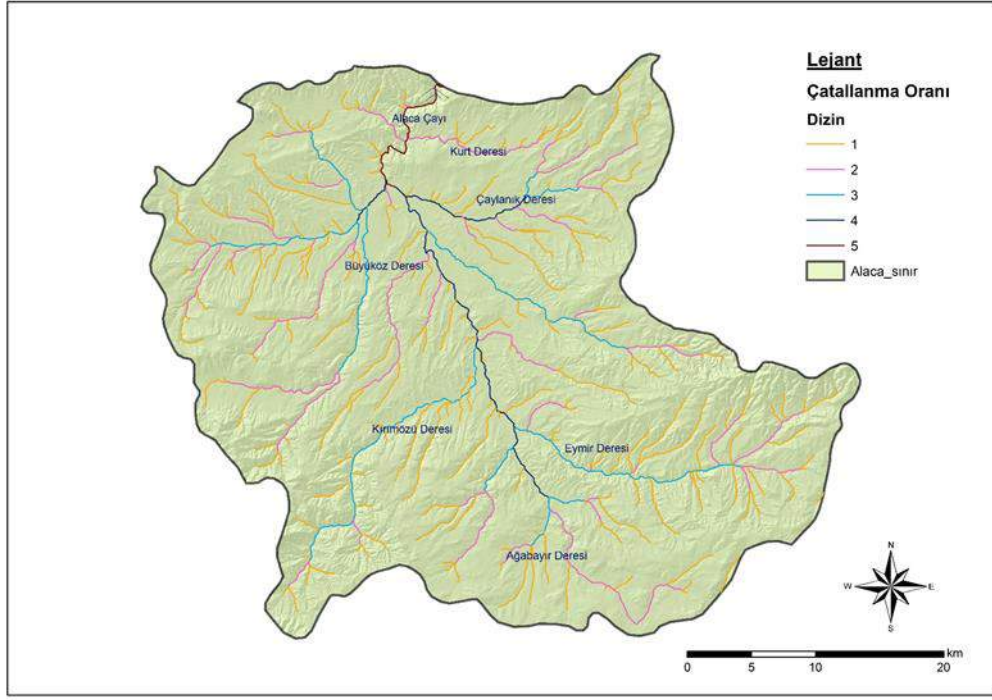 Lejant
Çatallanma Oranı
Dizin
1
2
3
4
5
Alaca_sınır
Alaca Çayı
Kurt Deresi
Çaylanık Deresi
Büyüköz Deresi
Kırımözü Deresi
Eymir Deresi
Ağabayır Deresi
N
W
E
S
km
0
5
10
20